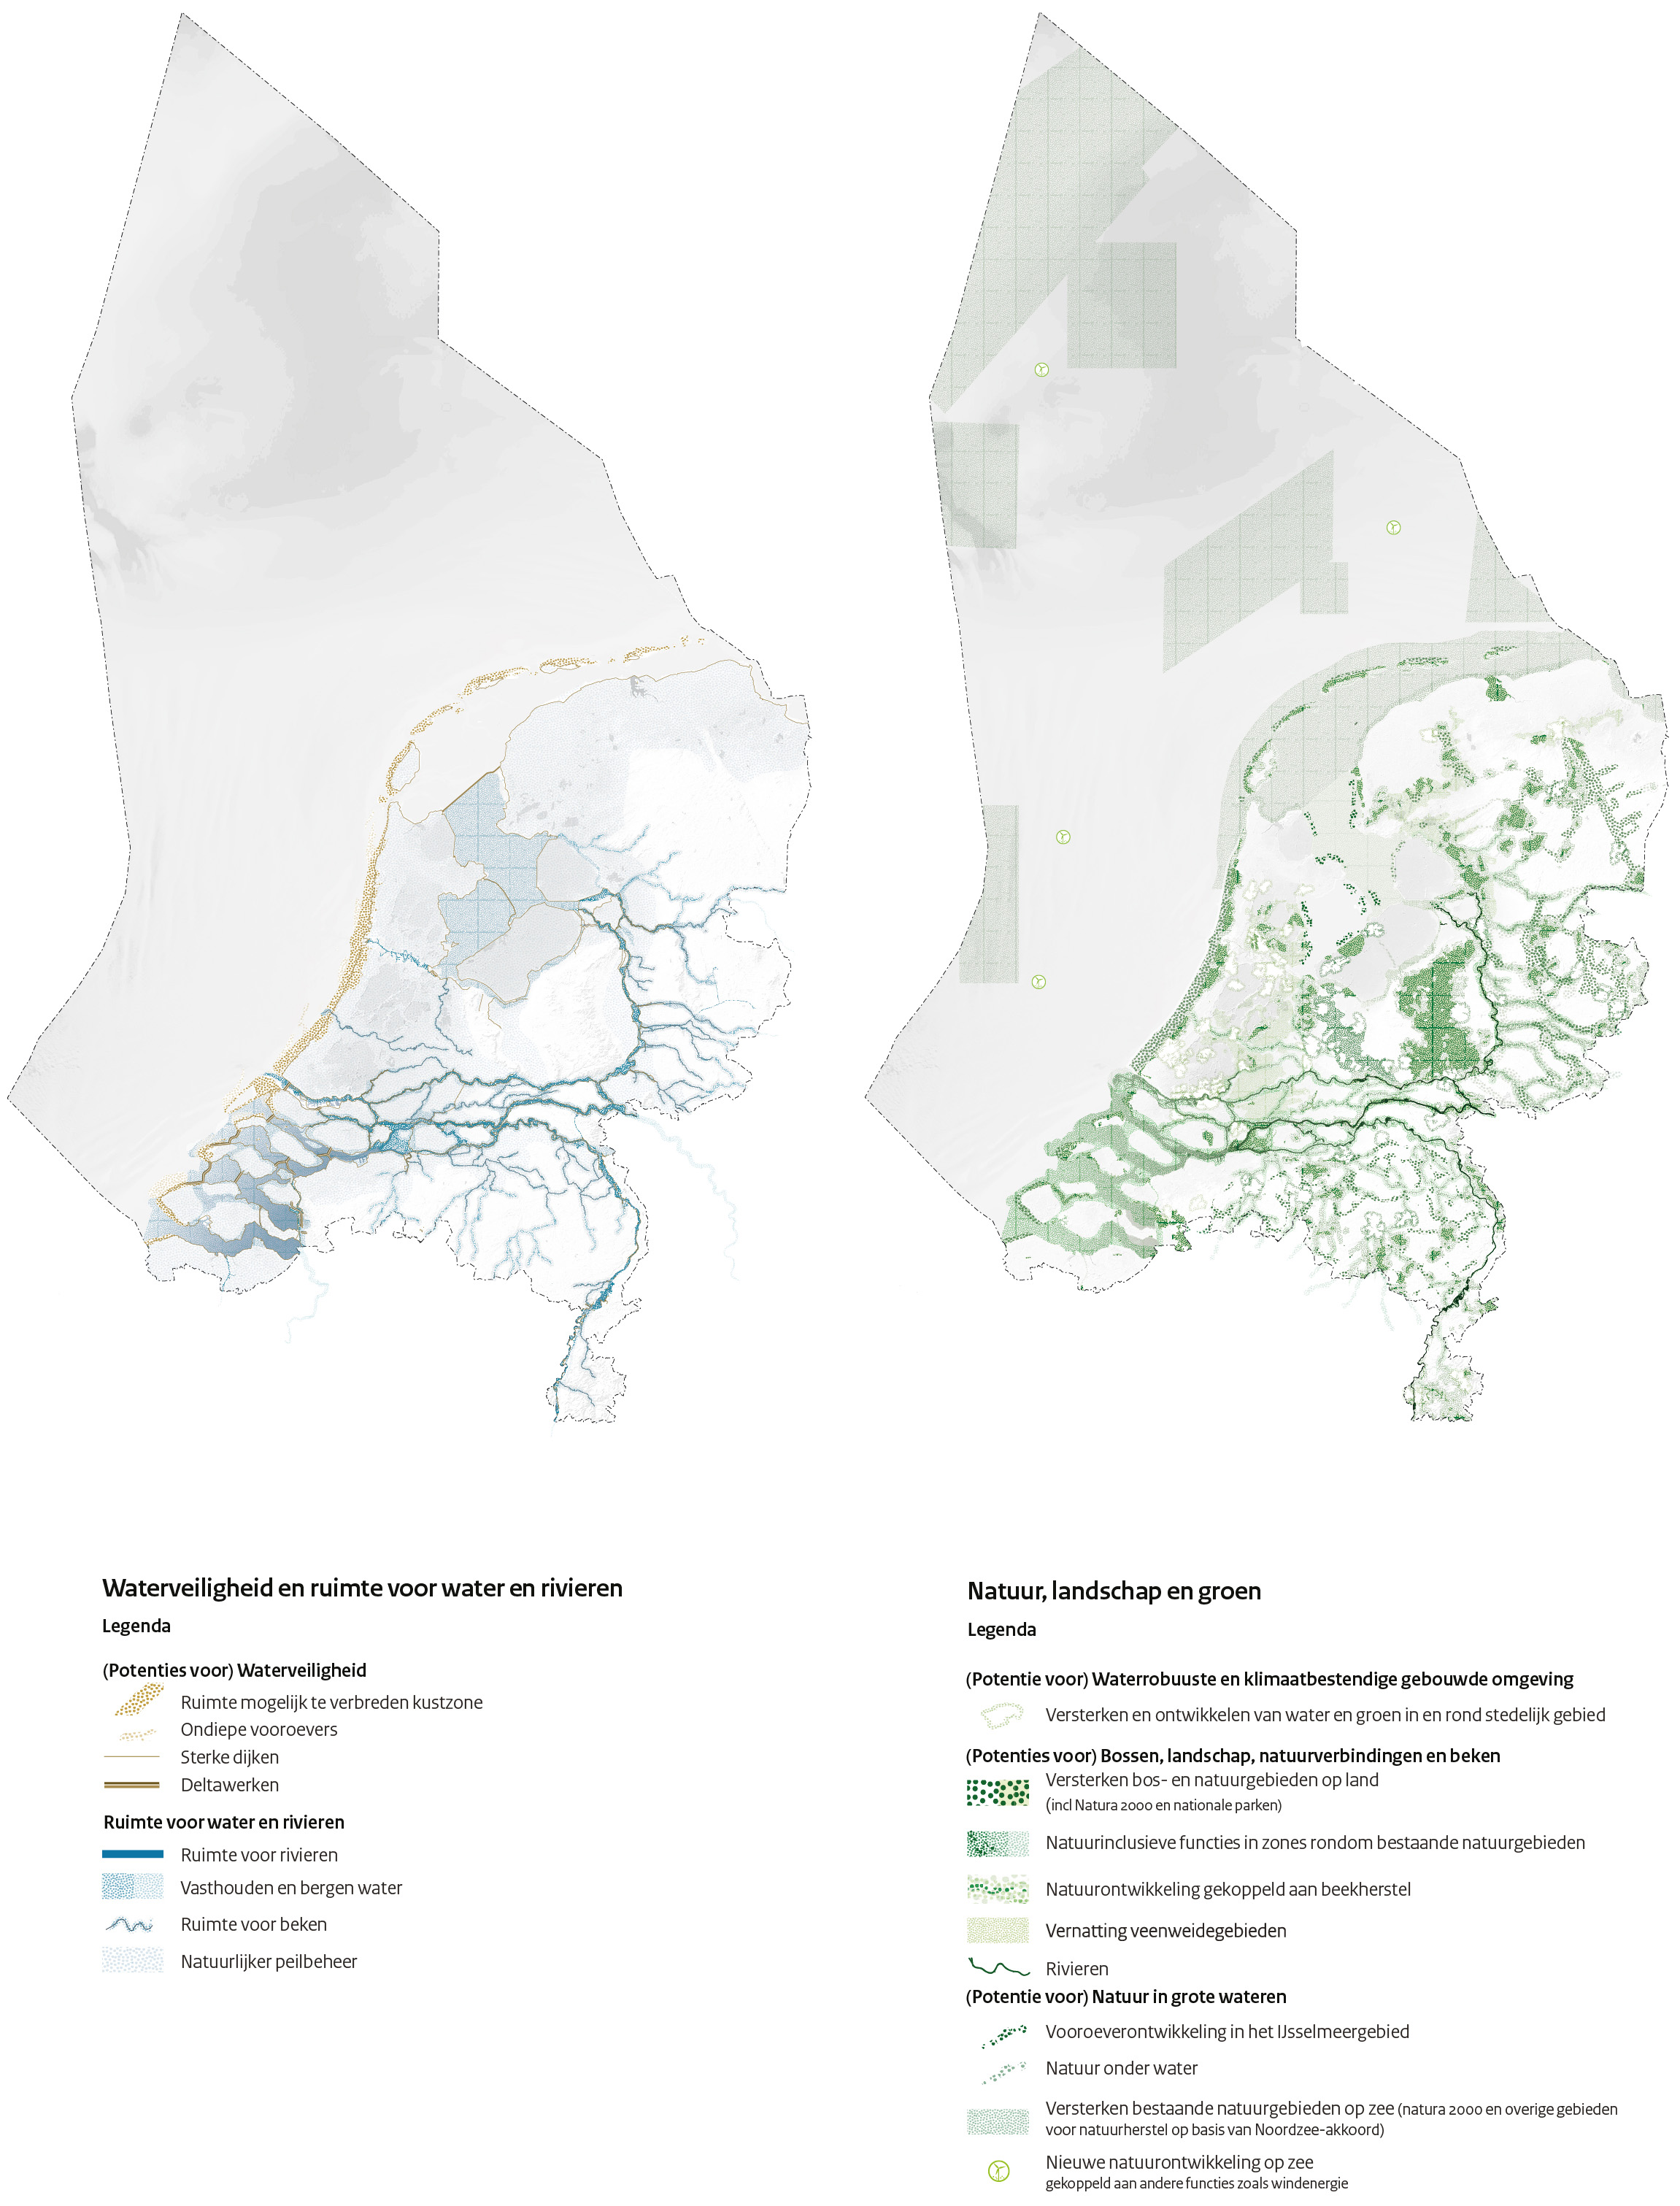 Waterveiligheid en ruimte voor water en rivieren
Legenda
(Potenties voor) Waterveiligheid
Ruimte mogelijk te verbreden kustzone
Ondiepe vooroevers
Sterke dijken
Deltawerken
Ruimte voor water en rivieren
Ruimte voor rivieren
Vasthouden en bergen water
Ruimte voor beken
Natuurlijker peilbeheer
Natuur, landschap en groen
Legenda
(Potentie voor) Waterrobuuste en klimaatbestendige gebouwde omgeving
Versterken en ontwikkelen van water en groen in en rond stedelijk gebied
(Potenties voor) Bossen, landschap, natuurverbindingen en beken
Versterken bos- en natuurgebieden op land
(incl Natura 2000 en nationale parken)
Natuurinclusieve functies in zones rondom bestaande natuurgebieden
Natuurontwikkeling gekoppeld aan beekherstel
Vernatting veenweidegebieden
Rivieren
(Potentie voor) Natuur in grote wateren
Vooroeverontwikkeling in het IJsselmeergebied
Natuur onder water
Versterken bestaande natuurgebieden op zee (natura 2000 en overige gebieden
voor natuurherstel op basis van Noordzee-akkoord)
Nieuwe natuurontwikkeling op zee
gekoppeld aan andere functies zoals windenergie